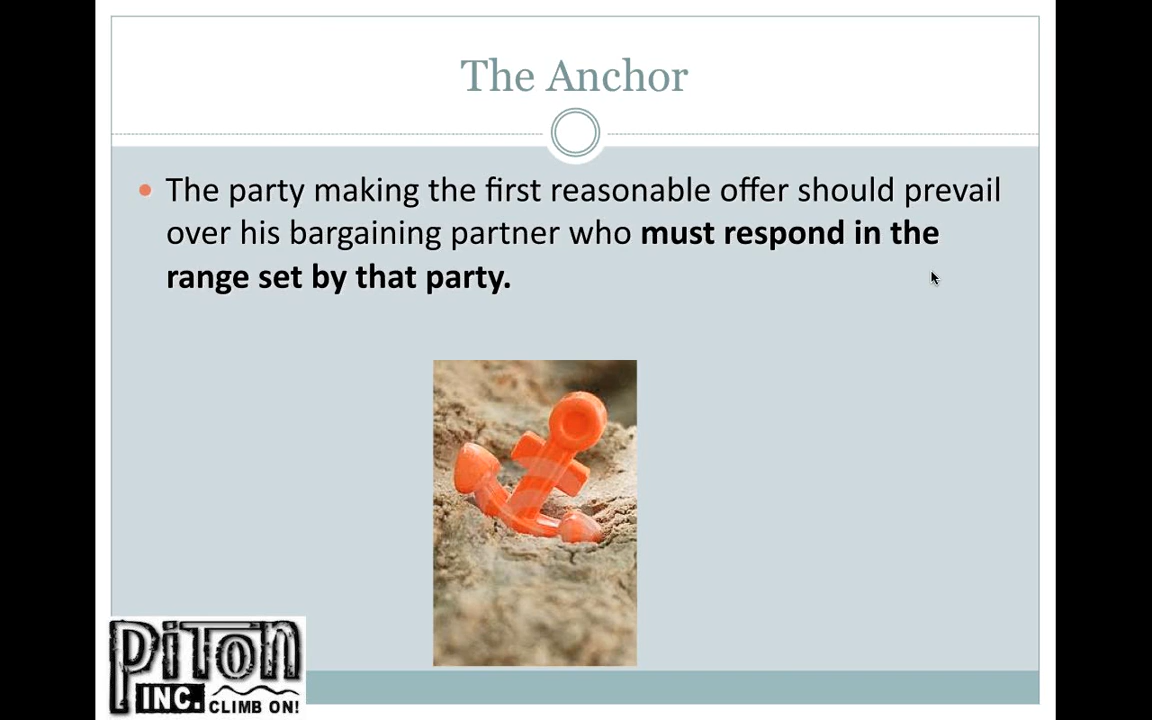 The Anchor
The party making the first reasonable offer should prevail
over his bargaining partner who must respond in the
range set by that party.
PiTON
INC. CLIMB ON!